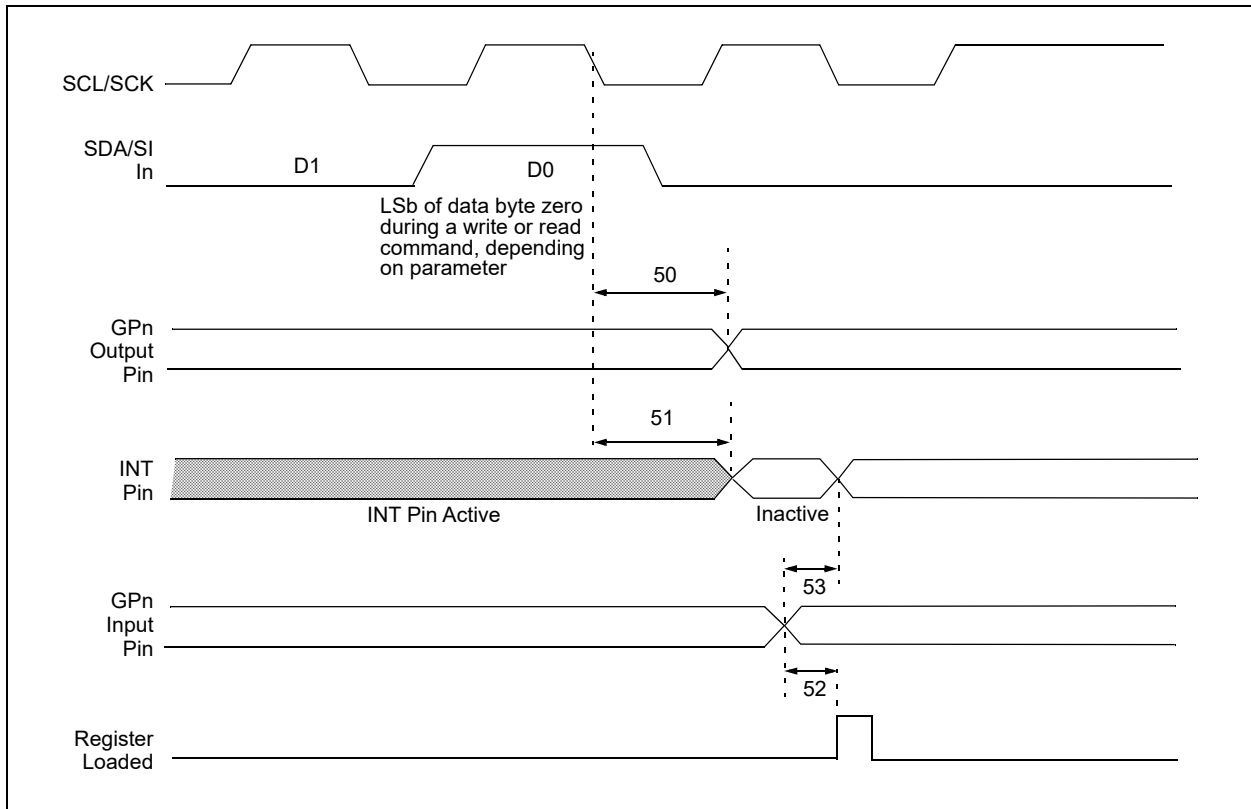 SCL/SCK
SDA/SI
In
D1
D0
LSb of data byte zero
during a write or read
command, depending
on parameter
50
GPn
Output
Pin
51
INT
Pin
INT Pin Active
Inactive
53
GPn
Input
Pin
52
Register
Loaded